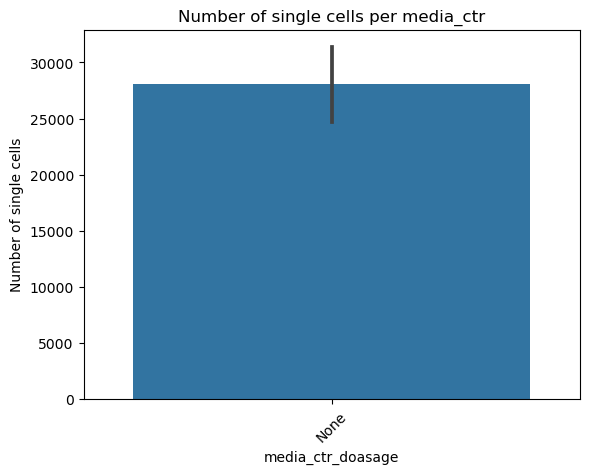 Number of single cells per media_ctr
30000
25000
20000
15000
10000
5000
0
Number of single cells
None
media_ctr_doasage